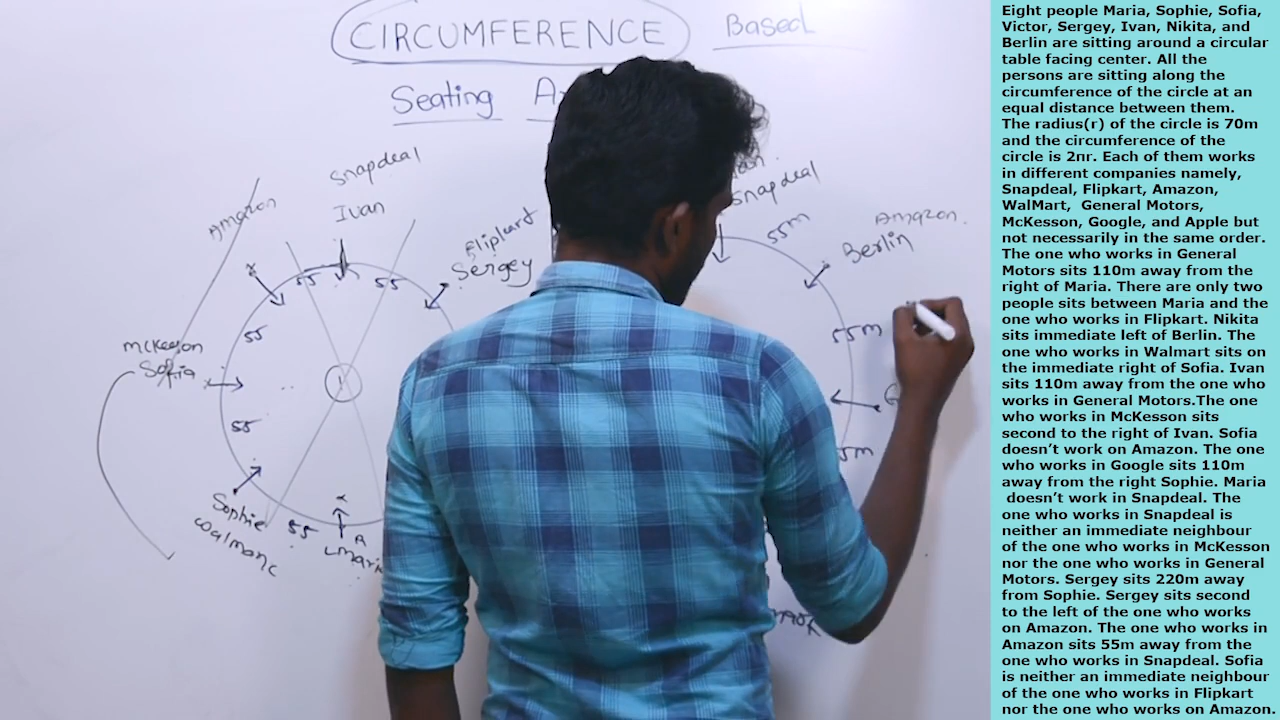 CIRCUMFERENCE Based
Seating
Snapdeal
Ivan
Amazon
Flipkart
Sergey
55
55
55
McKesson
Sofia
55
Sophie
55
Snapdeal
55m
Amazon
Berlin
55m
Eight people Maria, Sophie, Sofia,
Victor, Sergey, Ivan, Nikita, and
Berlin are sitting around a circular
table facing center. All the
persons are sitting along the
circumference of the circle at an
equal distance between them.
The radius(r) of the circle is 70m
and the circumference of the
circle is 2πr. Each of them works
in different companies namely,
Snapdeal, Flipkart, Amazon,
WalMart, General Motors,
McKesson, Google, and Apple but
not necessarily in the same order.
The one who works in General
Motors sits 110m away from the
right of Maria. There are only two
people sits between Maria and the
one who works in Flipkart. Nikita
sits immediate left of Berlin. The
one who works in Walmart sits on
the immediate right of Sofia. Ivan
sits 110m away from the one who
works in General Motors.The one
who works in McKesson sits
second to the right of Ivan. Sofia
doesn't work on Amazon. The one
who works in Google sits 110m
away from the right Sophie. Maria
doesn't work in Snapdeal. The
one who works in Snapdeal is
neither an immediate neighbour
of the one who works in McKesson
nor the one who works in General
Motors. Sergey sits 220m away
from Sophie. Sergey sits second
to the left of the one who works
on Amazon. The one who works in
Amazon sits 55m away from the
one who works in Snapdeal. Sofia
is neither an immediate neighbour
of the one who works in Flipkart
nor the one who works on Amazon.